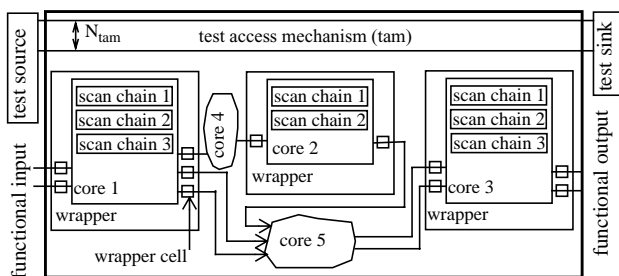 test source
N_tam
test access mechanism (tam)
test sink
scan chain 1
scan chain 2
scan chain 3
core 1
wrapper
core 4
scan chain 1
scan chain 2
core 2
wrapper
scan chain 1
scan chain 2
scan chain 3
core 3
wrapper
functional input
functional output
wrapper cell
core 5